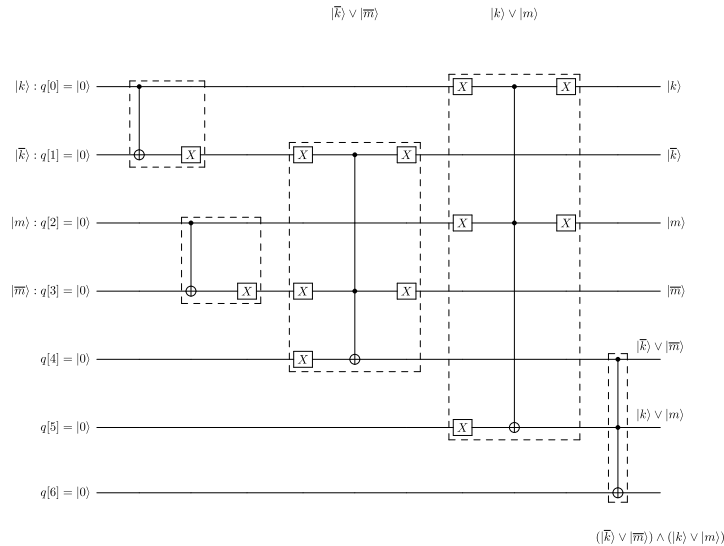 |k̅⟩ ∨ |m̅⟩ |k⟩ ∨ |m⟩
|k⟩ : q[0] = |0⟩ X X |k⟩
|k̅⟩ : q[1] = |0⟩ X X X |k̅⟩
|m⟩ : q[2] = |0⟩ X X |m⟩
|m̅⟩ : q[3] = |0⟩ X X X |m̅⟩
|k̅⟩ ∨ |m̅⟩
q[4] = |0⟩ X
|k⟩ ∨ |m⟩
q[5] = |0⟩ X
q[6] = |0⟩
(|k̅⟩ ∨ |m̅⟩) ∧ (|k⟩ ∨ |m⟩)